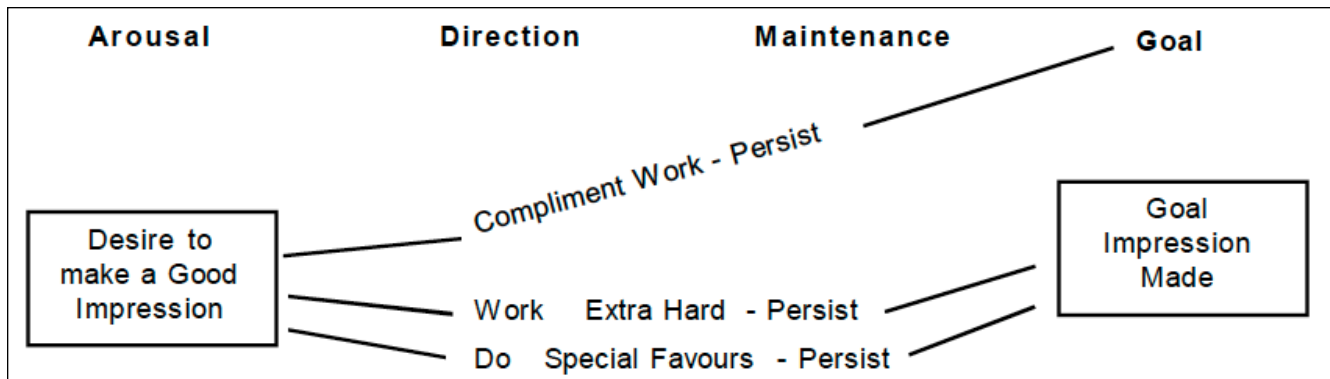 Arousal Direction Maintenance Goal
Compliment Work - Persist
Desire to
make a Good
Impression
Goal
Impression
Made
Work Extra Hard - Persist
Do Special Favours - Persist